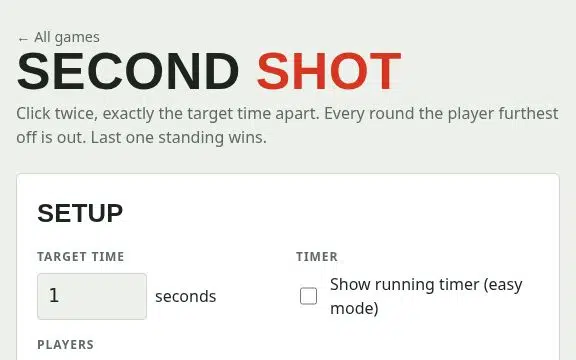 ← All games
SECOND SHOT
Click twice, exactly the target time apart. Every round the player furthest
off is out. Last one standing wins.
SETUP
TARGET TIME
1 seconds
TIMER
Show running timer (easy
mode)
PLAYERS